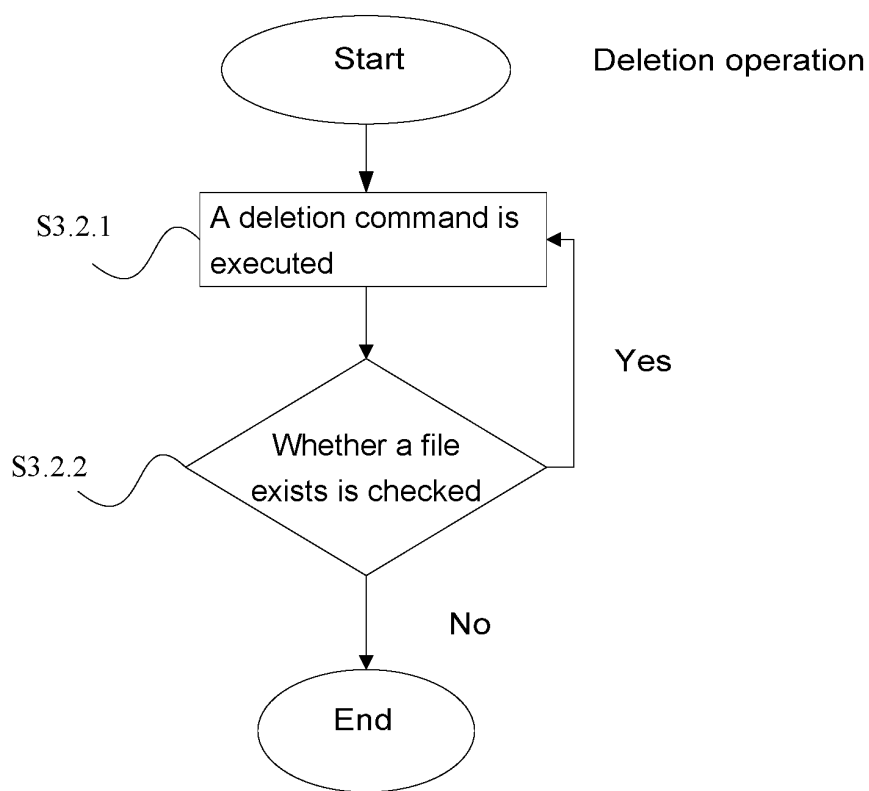 Start
Deletion operation
S3.2.1
A deletion command is
executed
Yes
Whether a file
exists is checked
S3.2.2
No
End